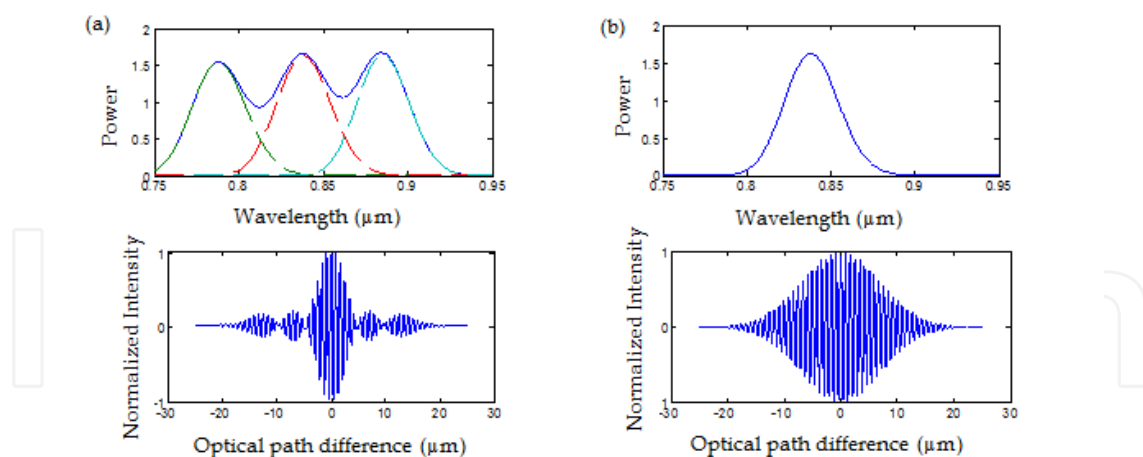 (a)
2
1.5
1
0.5
0
Power
0.75 0.8 0.85 0.9 0.95
Wavelength (µm)
1
0
-1
Normalized Intensity
-30 -20 -10 0 10 20 30
Optical path difference (µm)
(b)
2
1.5
1
0.5
0
Power
0.75 0.8 0.85 0.9 0.95
Wavelength (µm)
1
0
-1
Normalized Intensity
-30 -20 -10 0 10 20 30
Optical path difference (µm)